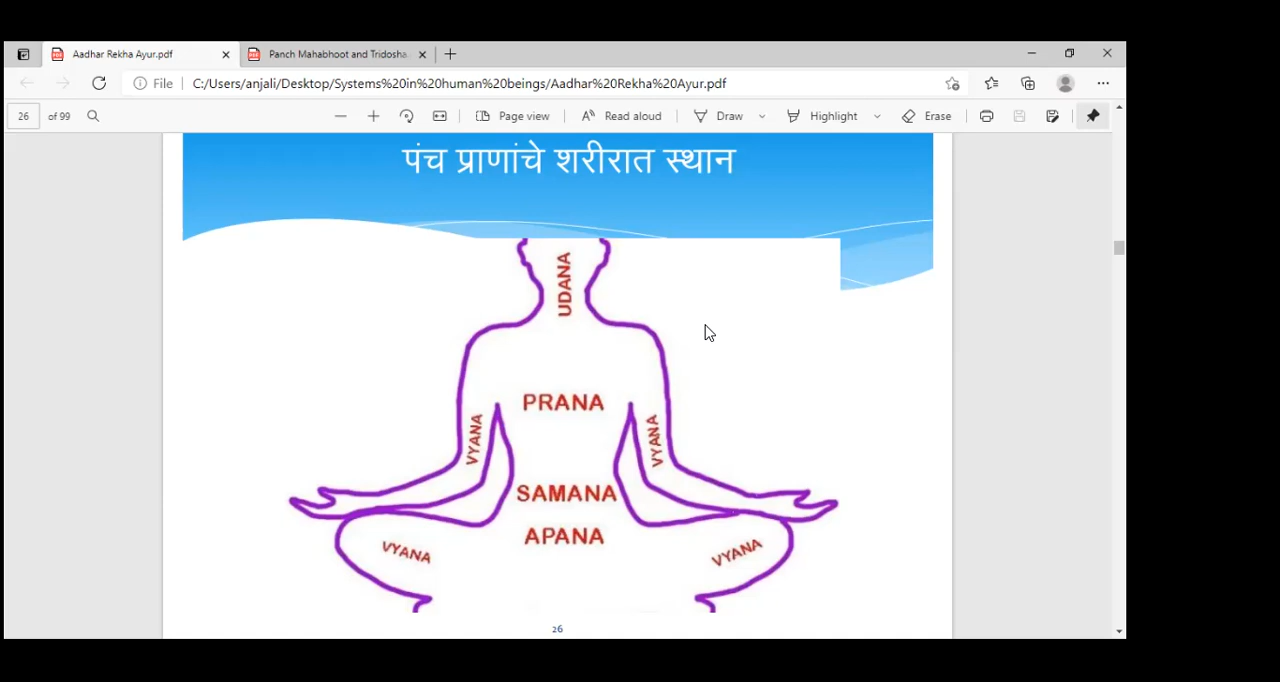 Aadhar Rekha Ayur.pdf
Panch Mahabhoot and Tridosha
File
C:/Users/anjali/Desktop/Systems%20in%20human%20beings/Aadhar%20Rekha%20Ayur.pdf
26 of 99
Page view
Read aloud
Draw
Highlight
Erase
पंच प्राणांचे शरीरात स्थान
UDANA
PRANA
VYANA
VYANA
SAMANA
APANA
VYANA
VYANA
26